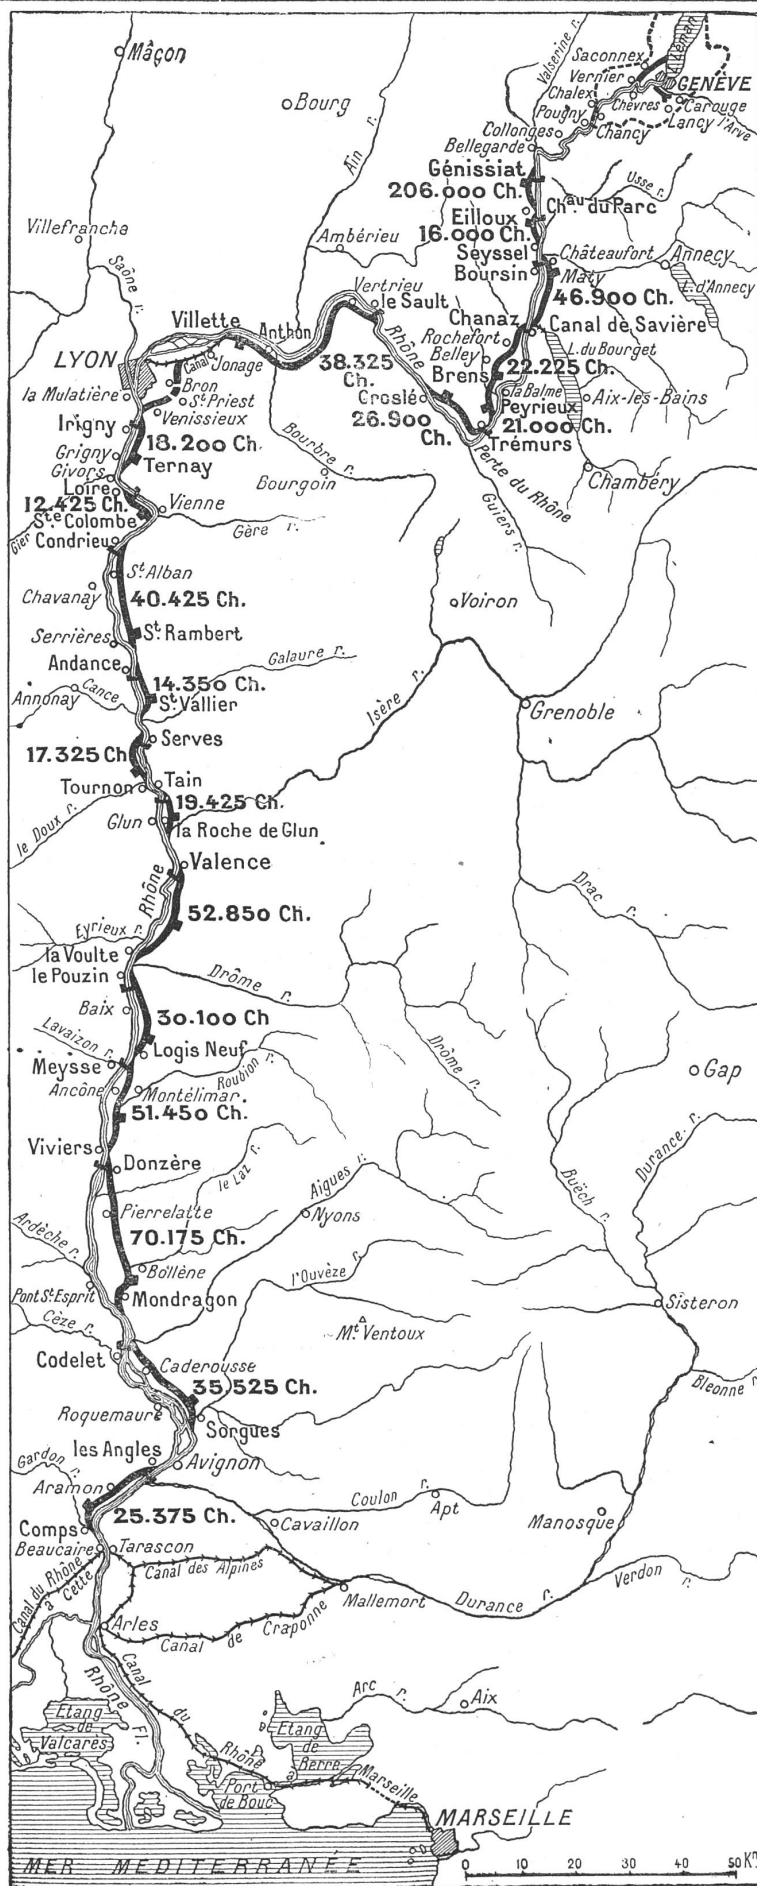 Mâcon
Bourg
Ain r.
Valserine r.
L. Léman
Saconnex
Vernier
GENÈVE
Chalex
Chèvres
Carouge
Pougny
Lancy
l'Arve
Chancy
Collonges
Bellegarde
Génissiat
206.000 Ch.
Usse r.
Chau du Parc
Eilloux
16.000 Ch.
Seyssel
Châteaufort
Annecy
Boursin
Maty
L. d'Annecy
46.900 Ch.
Villefrancha
Saône r.
Ambérieu
Vertrieu
le Sault
Chanaz
Canal de Savière
Villette
Anthon
Rhône
Rochefort
L. du Bourget
LYON
Canal
Jonage
38.325
Ch.
Belley
22.225 Ch.
Brens
Bron
la Mulatière
St Priest
Venissieux
Groslé
la Balme
Aix-les-Bains
Peyrieux
26.900
Ch.
21.000 Ch.
Irigny
Trémurs
18.200 Ch.
Grigny
Ternay
Bourbre r.
Perte du Rhône
Chambéry
Givors
Bourgoin
Loire
12.425 Ch.
Vienne
Guiers r.
Ste Colombe
Gier
Gère r.
Condrieu
St. Alban
Chavanay
40.425 Ch.
Voiron
Serrières
St. Rambert
Andance
Galaure r.
14.350 Ch.
Annonay
Cance
St. Vallier
Isère r.
Grenoble
Serves
17.325 Ch
Tournon
Tain
19.425 Ch.
le Doux r.
Glun
la Roche de Glun
Valence
Rhône
Drac r.
52.850 Ch.
Eyrieux r.
la Voulte
le Pouzin
Drôme r.
Baix
30.100 Ch
Lavaizon r.
Logis Neuf
Drôme r.
Meysse
Roubion r.
Gap
Ancône
Montélimar
51.450 Ch.
Viviers
Donzère
Durance r.
le Laz r.
Aigues r.
Buëch r.
Pierrelatte
Nyons
Ardèche r.
70.175 Ch.
Bollène
l'Ouvèze r.
Pont St. Esprit
Mondragon
Sisteron
Cèze r.
Mt. Ventoux
Codelet
Caderousse
35.525 Ch.
Bleonne r.
Roquemaure
Sorgues
les Angles
Avignon
Gardon r.
Aramon
Coulon r.
Apt
25.375 Ch.
Comps
Cavaillon
Manosque
Beaucaire
Tarascon
Canal des Alpines
Verdon r.
Canal du Rhône
à Cette
Mallemort
Durance r.
Arles
Canal de Craponne
Rhône Fl.
Canal du Rhône à Marseille
Arc r.
Aix
Etang
de
Valcarès
Etang
de
Berre
Port
de Bouc
MARSEILLE
MER MEDITERRANÉE
0 10 20 30 40 50 Km